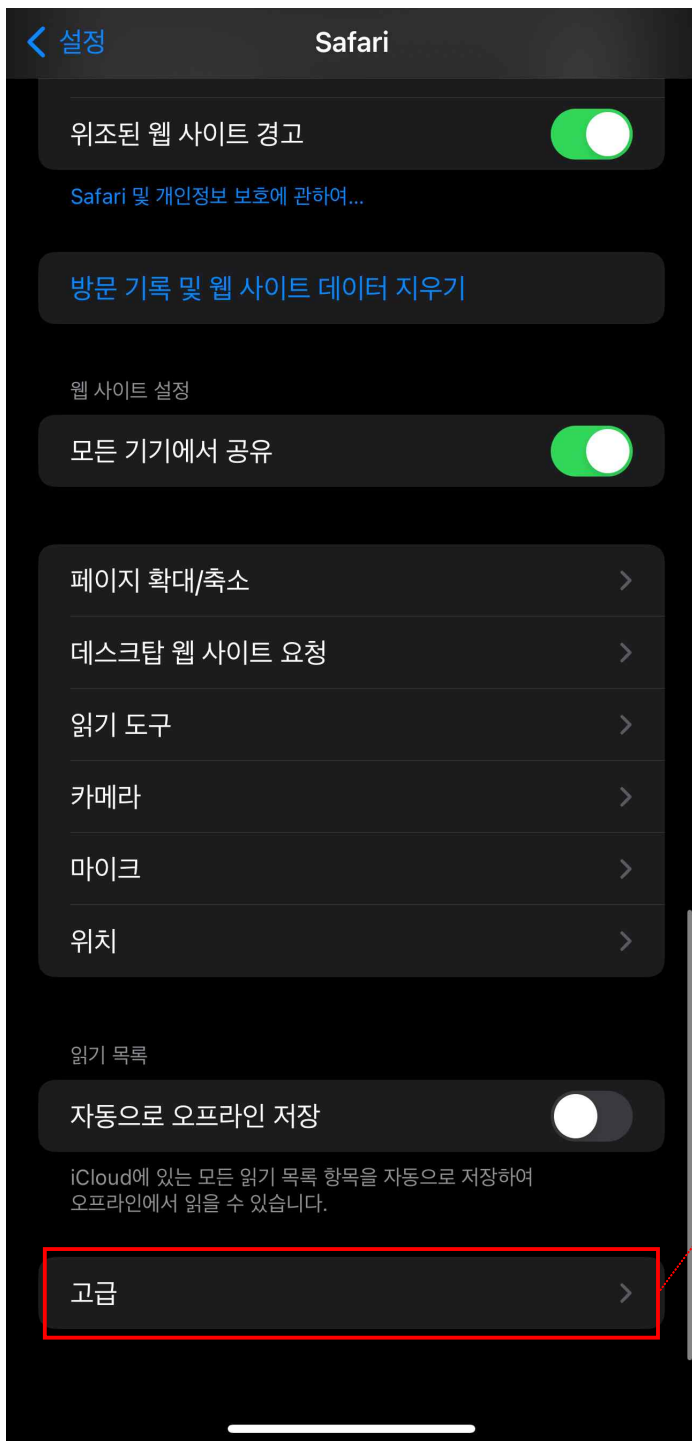 설정
Safari
위조된 웹 사이트 경고
Safari 및 개인정보 보호에 관하여...
방문 기록 및 웹 사이트 데이터 지우기
웹 사이트 설정
모든 기기에서 공유
페이지 확대/축소
데스크탑 웹 사이트 요청
읽기 도구
카메라
마이크
위치
읽기 목록
자동으로 오프라인 저장
iCloud에 있는 모든 읽기 목록 항목을 자동으로 저장하여
오프라인에서 읽을 수 있습니다.
고급